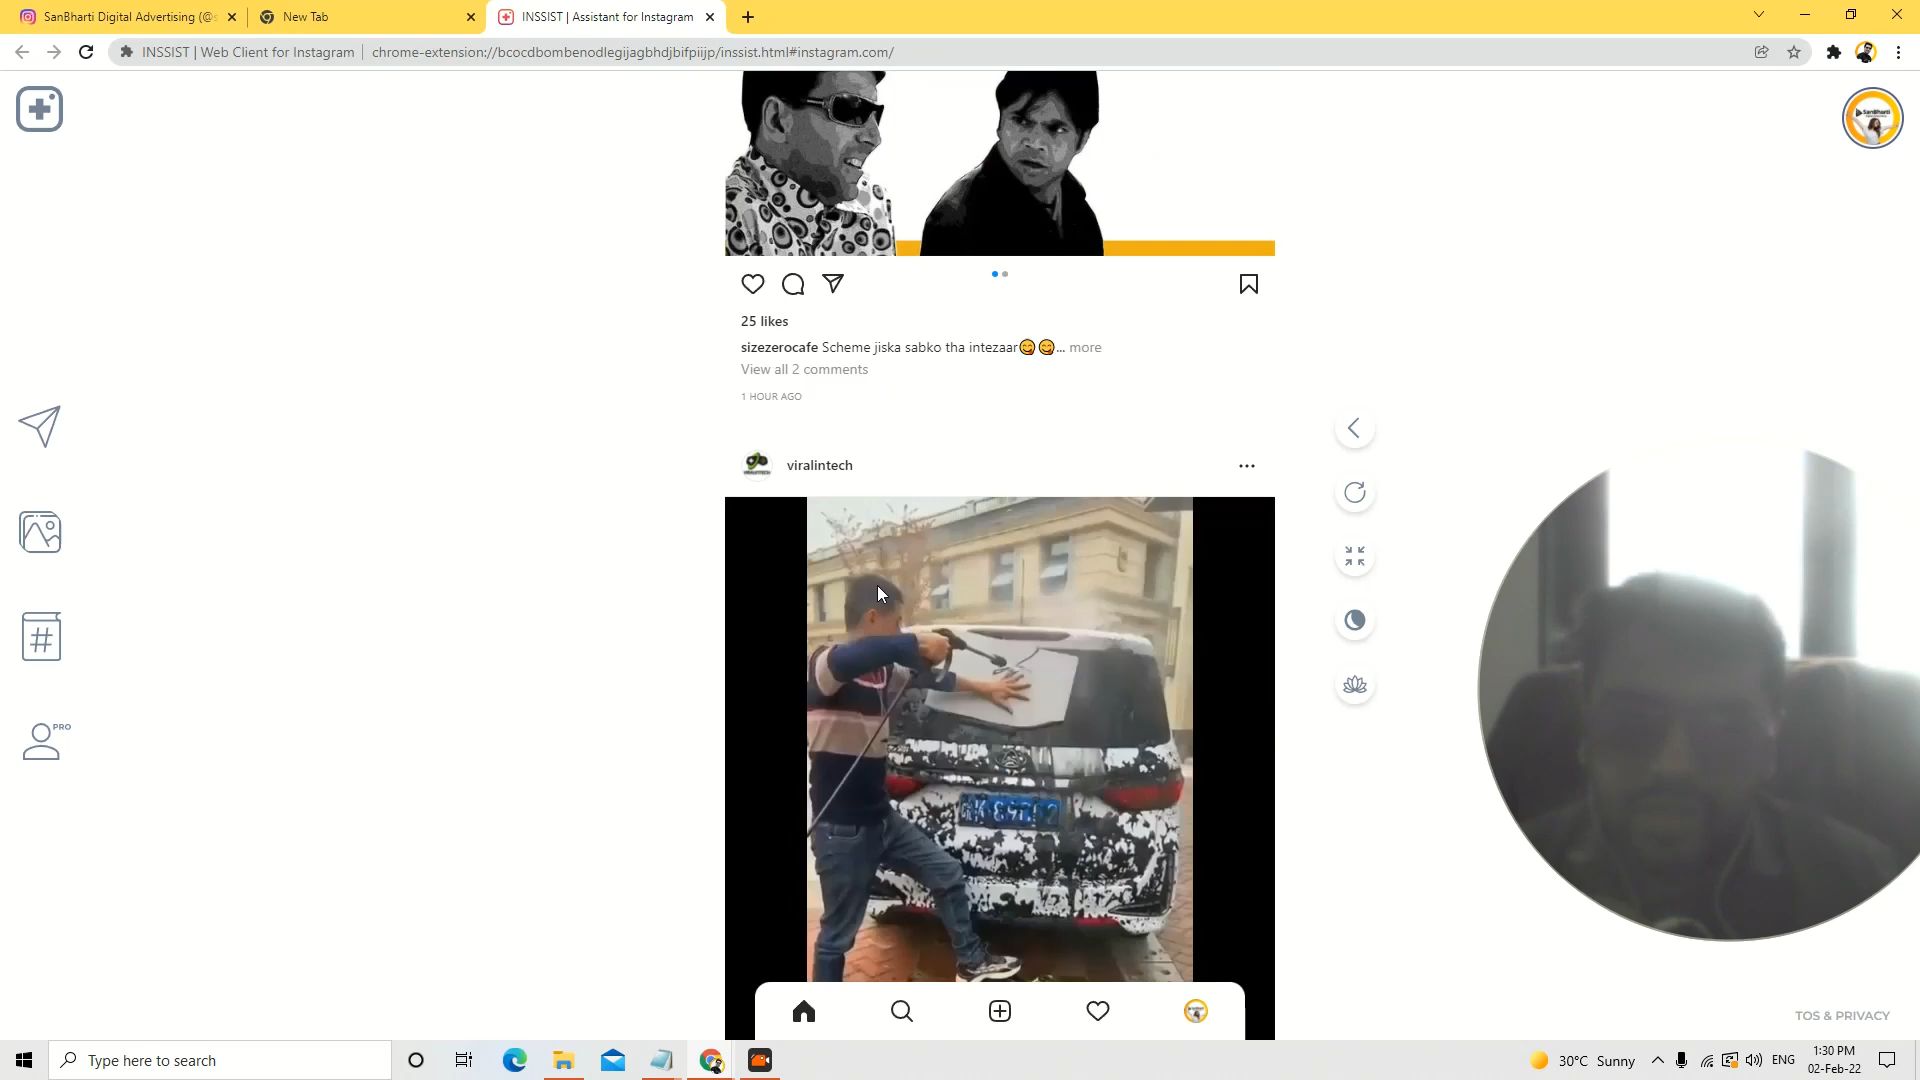 SanBharti Digital Advertising (@s
New Tab
INSSIST | Assistant for Instagram
INSSIST | Web Client for Instagram
chrome-extension://bcocdbombenodlegijagbhdjbifpiijp/inssist.html#instagram.com/
SanBharti
25 likes
sizezerocafe Scheme jiska sabko tha intezaar😋😋... more
View all 2 comments
1 HOUR AGO
viralintech
PRO
TOS & PRIVACY
Type here to search
30°C Sunny
ENG
1:30 PM
02-Feb-22